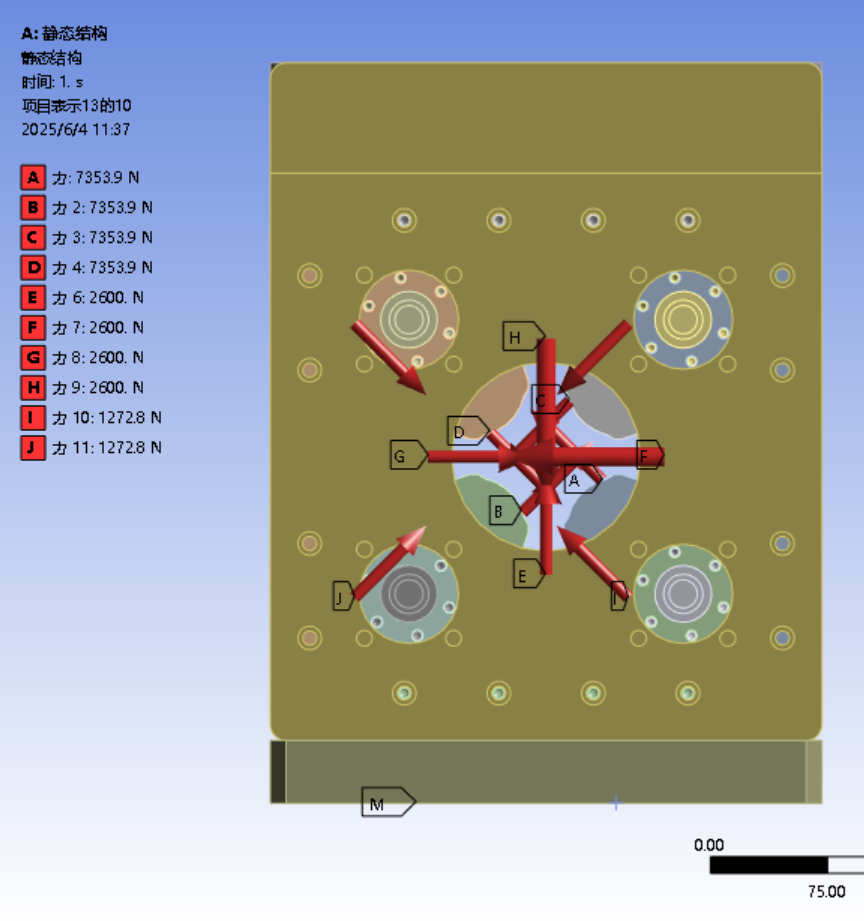 A: 静态结构
静态结构
时间: 1. s
项目表示13的10
2025/6/4 11:37
A 力: 7353.9 N
B 力 2: 7353.9 N
C 力 3: 7353.9 N
D 力 4: 7353.9 N
E 力 6: 2600. N
F 力 7: 2600. N
G 力 8: 2600. N
H 力 9: 2600. N
I 力 10: 1272.8 N
J 力 11: 1272.8 N
H
C
D
G
F
A
B
E
J
I
M
0.00
75.00